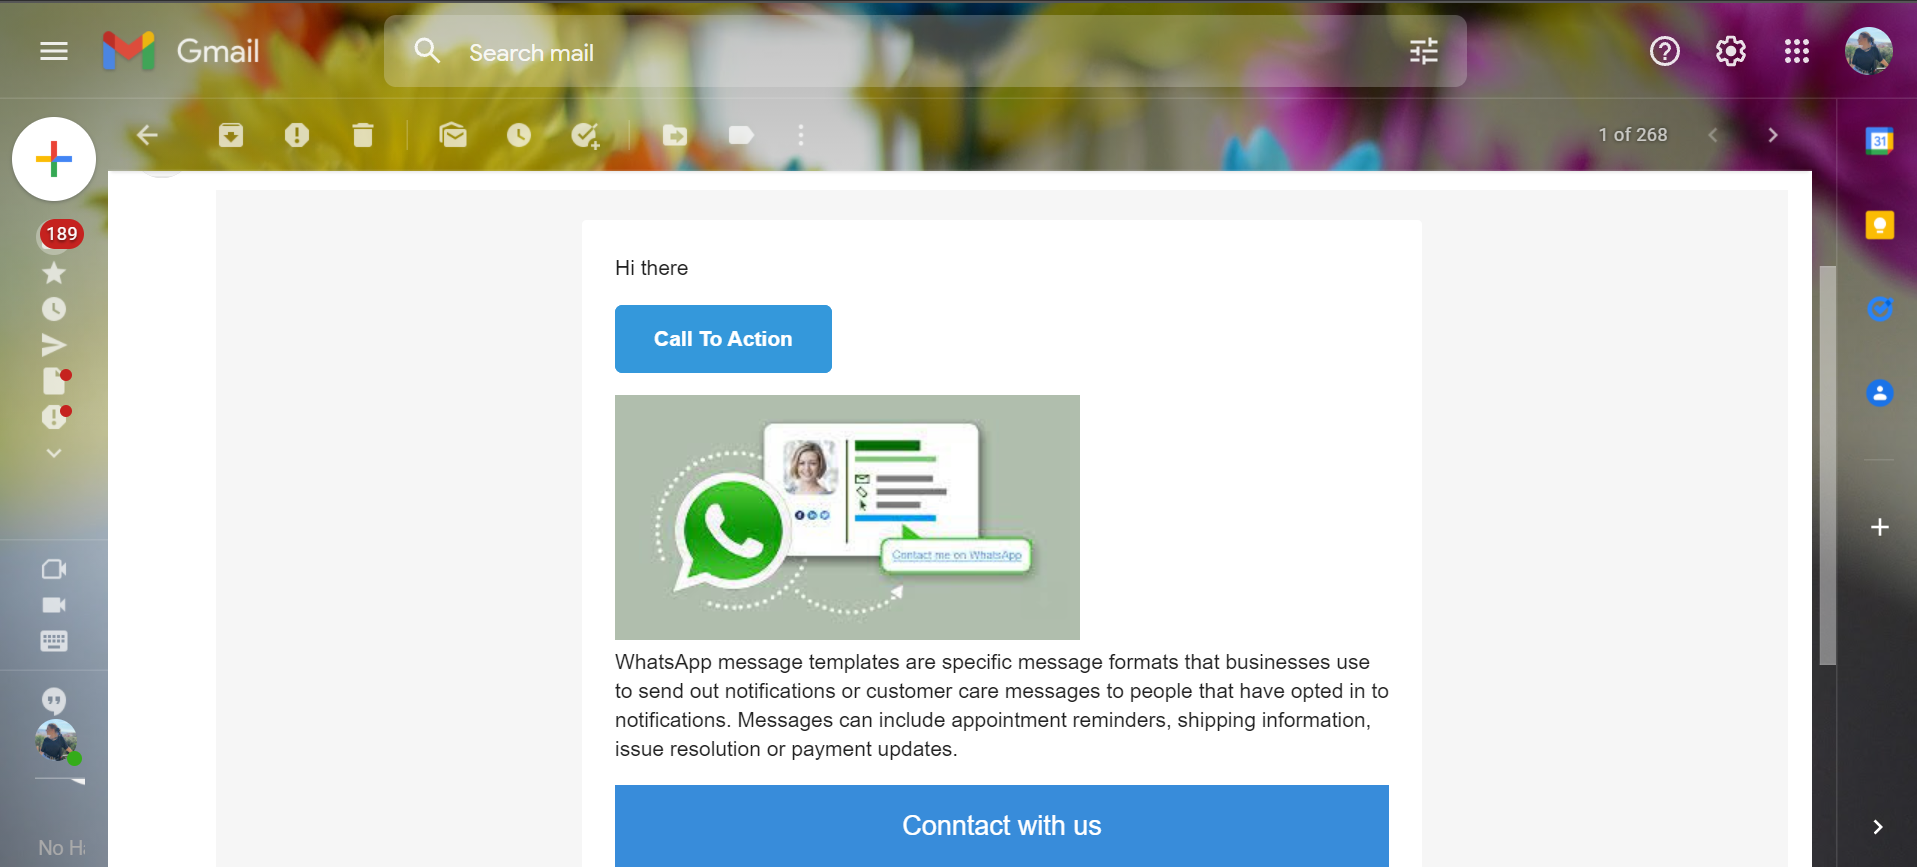 Gmail
Search mail
1 of 268
31
189
Hi there
Call To Action
Contact me on WhatsApp
WhatsApp message templates are specific message formats that businesses use
to send out notifications or customer care messages to people that have opted in to
notifications. Messages can include appointment reminders, shipping information,
issue resolution or payment updates.
Conntact with us
No Ha